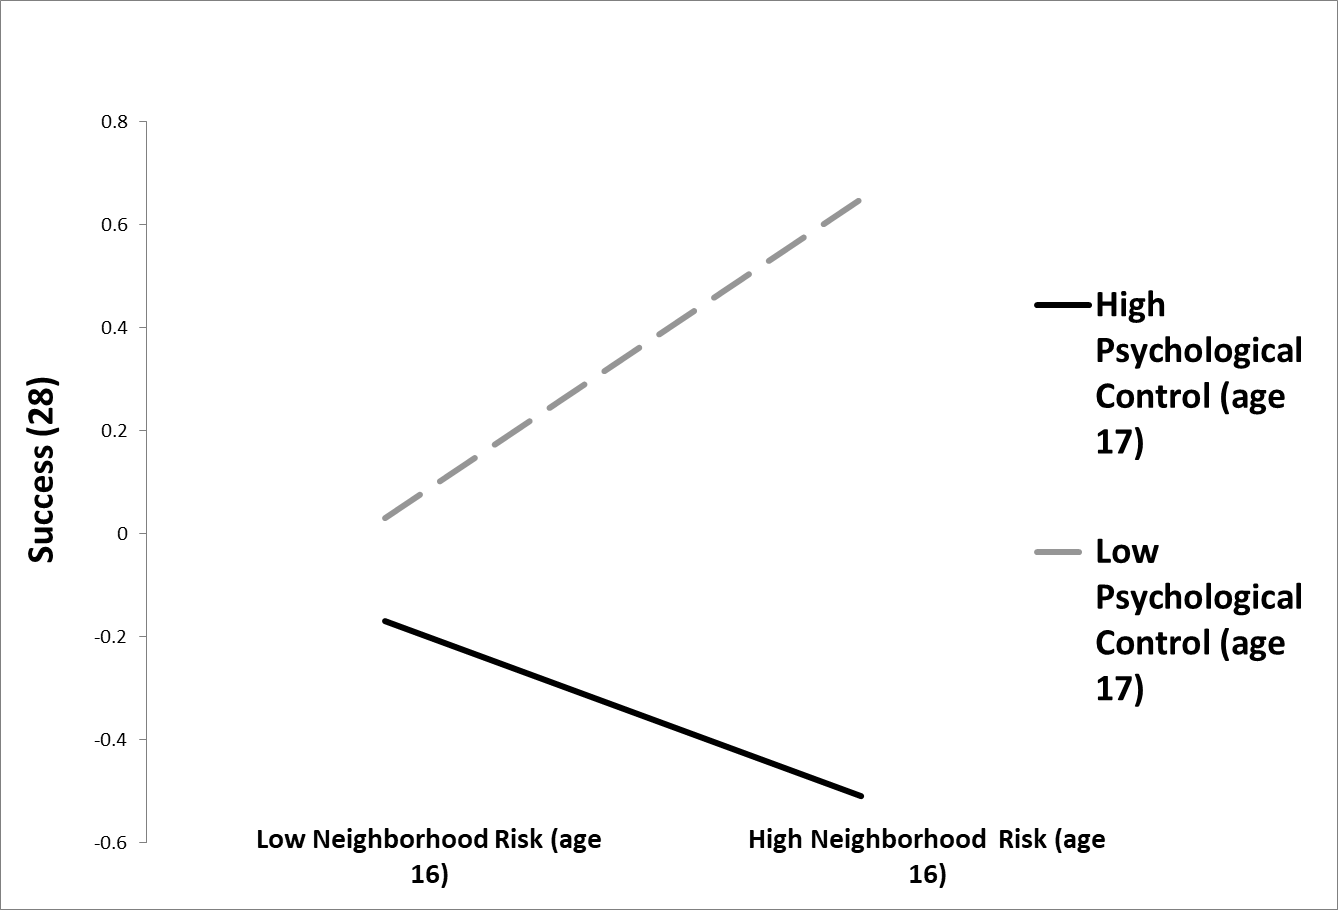 0.8
0.6
0.4
0.2
0
-0.2
-0.4
-0.6
Success (28)
Low Neighborhood Risk (age
16)
High Neighborhood Risk (age
16)
High
Psychological
Control (age
17)
Low
Psychological
Control (age
17)